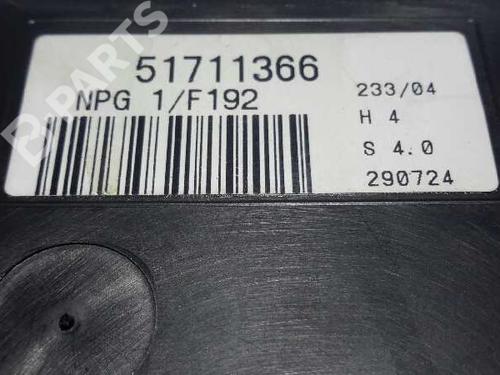 51711366
NPG 1/F192
233/04
H 4
S 4.0
290724
B-PARTS